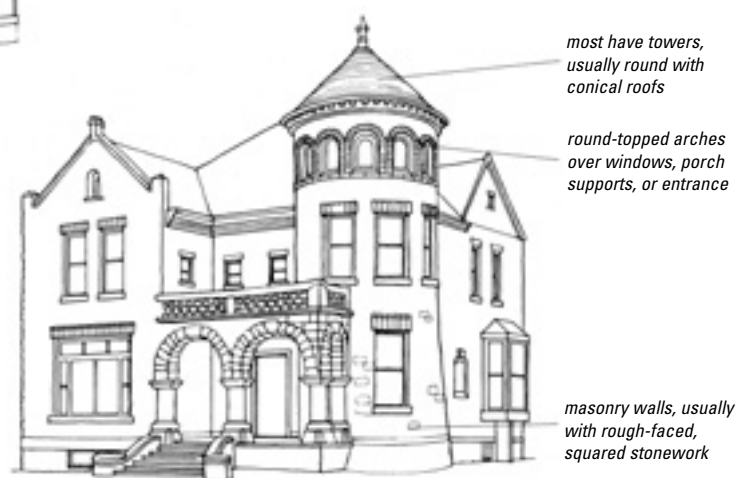 most have towers,
usually round with
conical roofs
round-topped arches
over windows, porch
supports, or entrance
masonry walls, usually
with rough-faced,
squared stonework